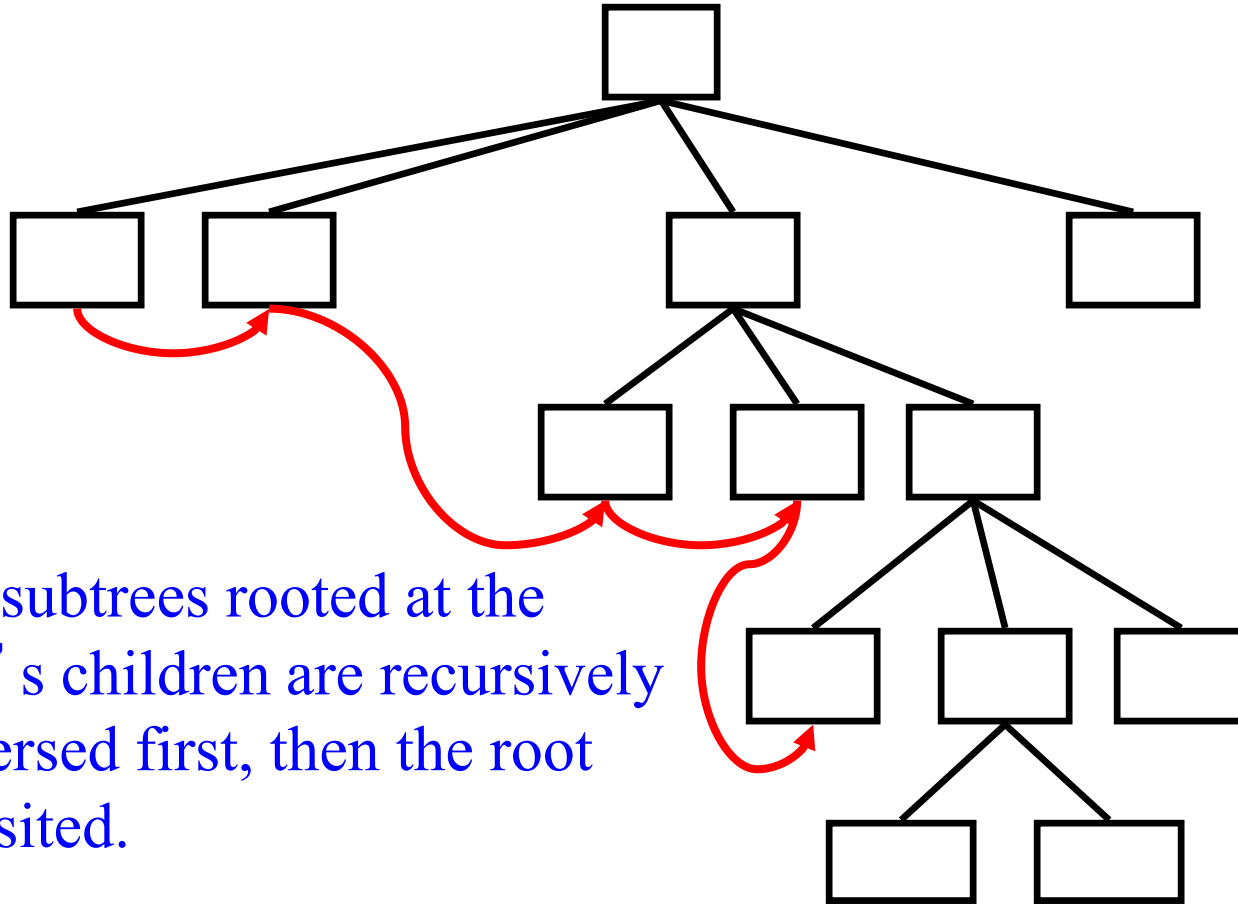 subtrees rooted at the
’ s children are recursively
ersed first, then the root
sited.